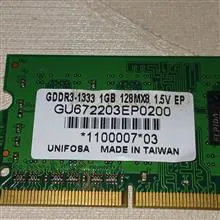 GDDR3-1333 1GB 128MX8 1.5V EP
GU672203EP0200
*1100007*03
UNIFOSA MADE IN TAIWAN